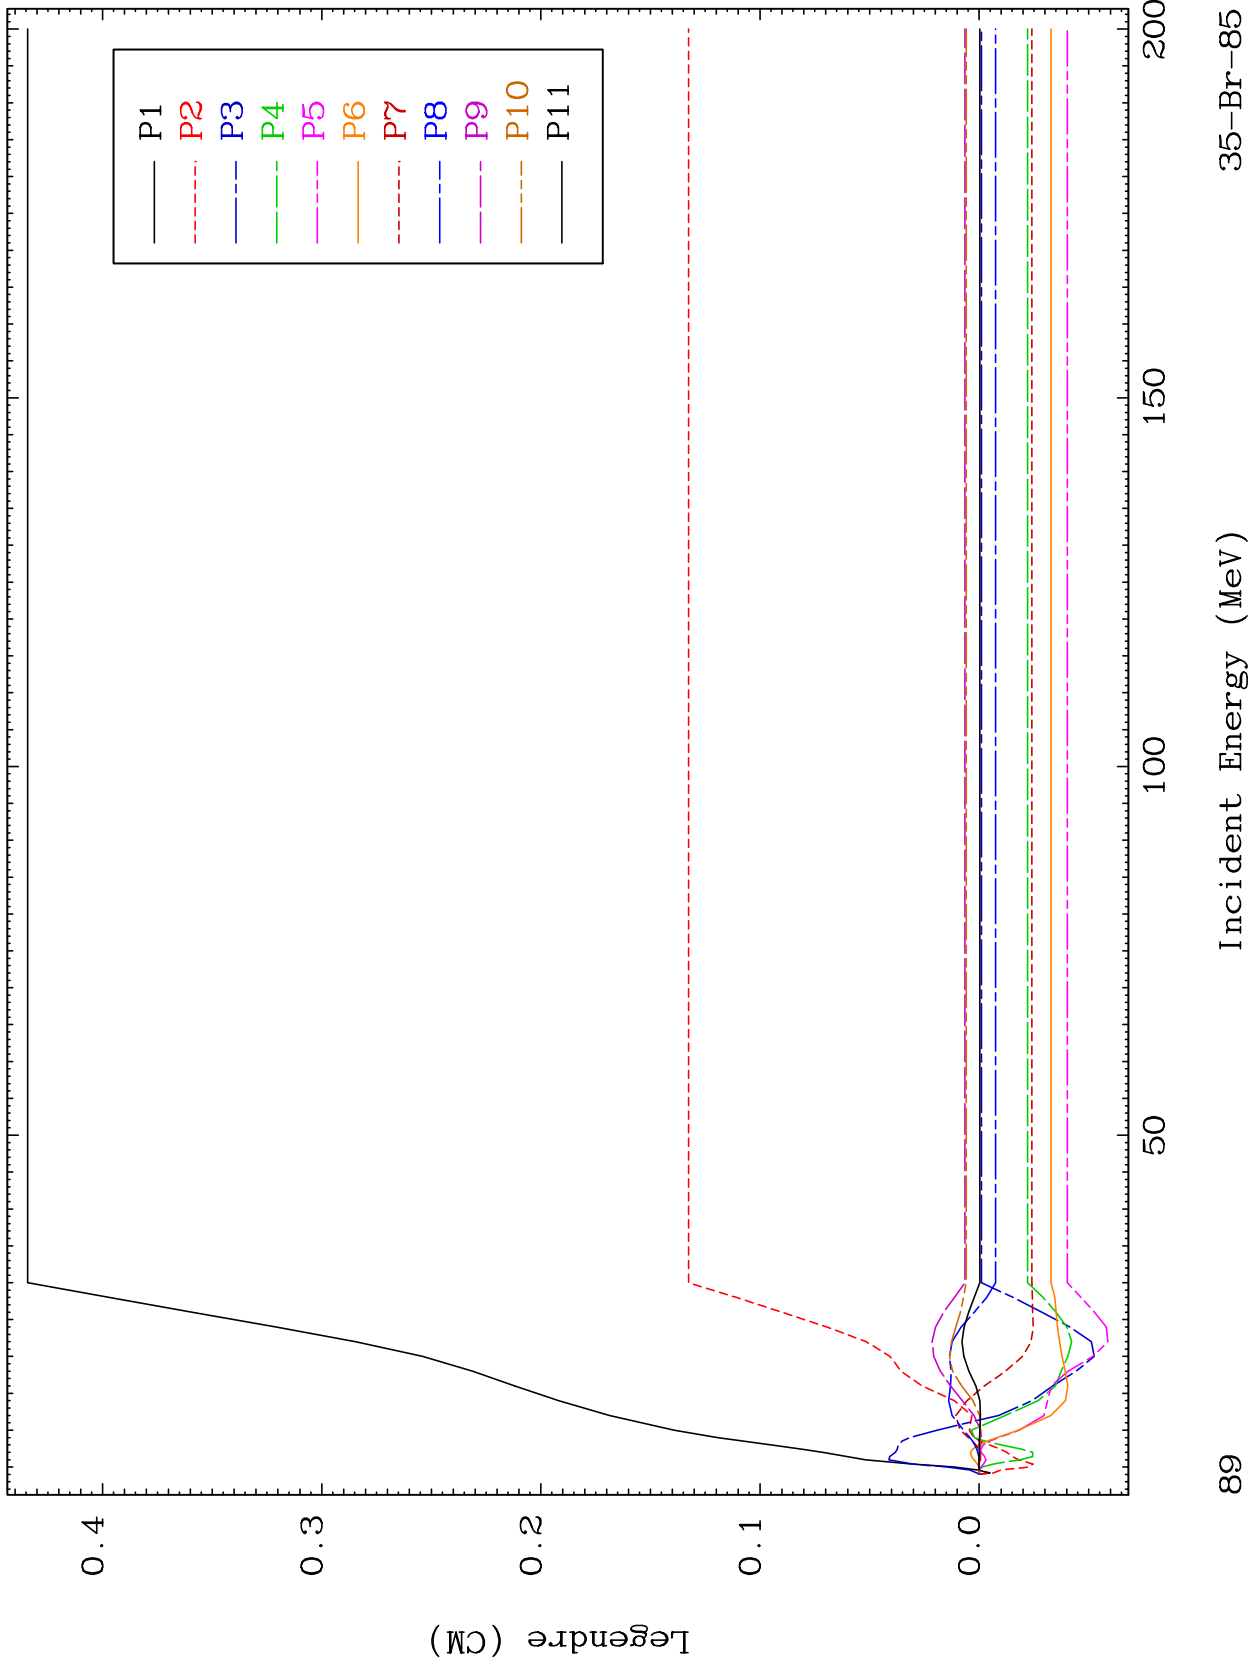 P1
P2
P3
P4
P5
P6
P7
P8
P9
P10
P11
Legendre (CM)
0.4
0.3
0.2
0.1
0.0
50
100
150
200
Incident Energy (MeV)
89
35-Br-85